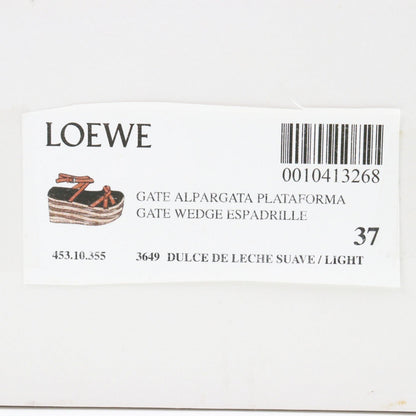 LOEWE
0010413268
GATE ALPARGATA PLATAFORMA
GATE WEDGE ESPADRILLE
37
453.10.355 3649 DULCE DE LECHE SUAVE / LIGHT